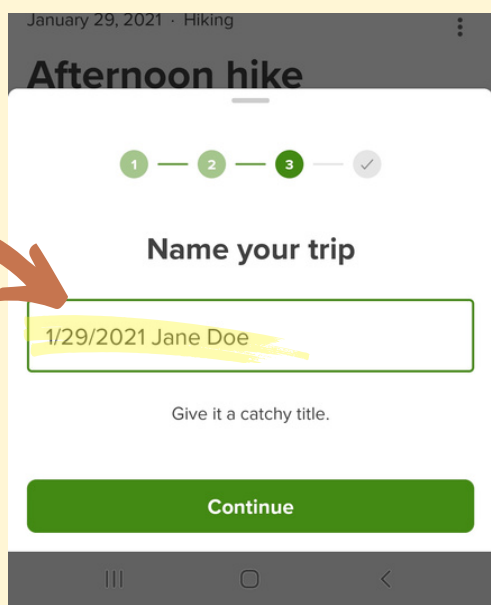 January 29, 2021 · Hiking
Afternoon hike
1 2 3
Name your trip
1/29/2021 Jane Doe
Give it a catchy title.
Continue